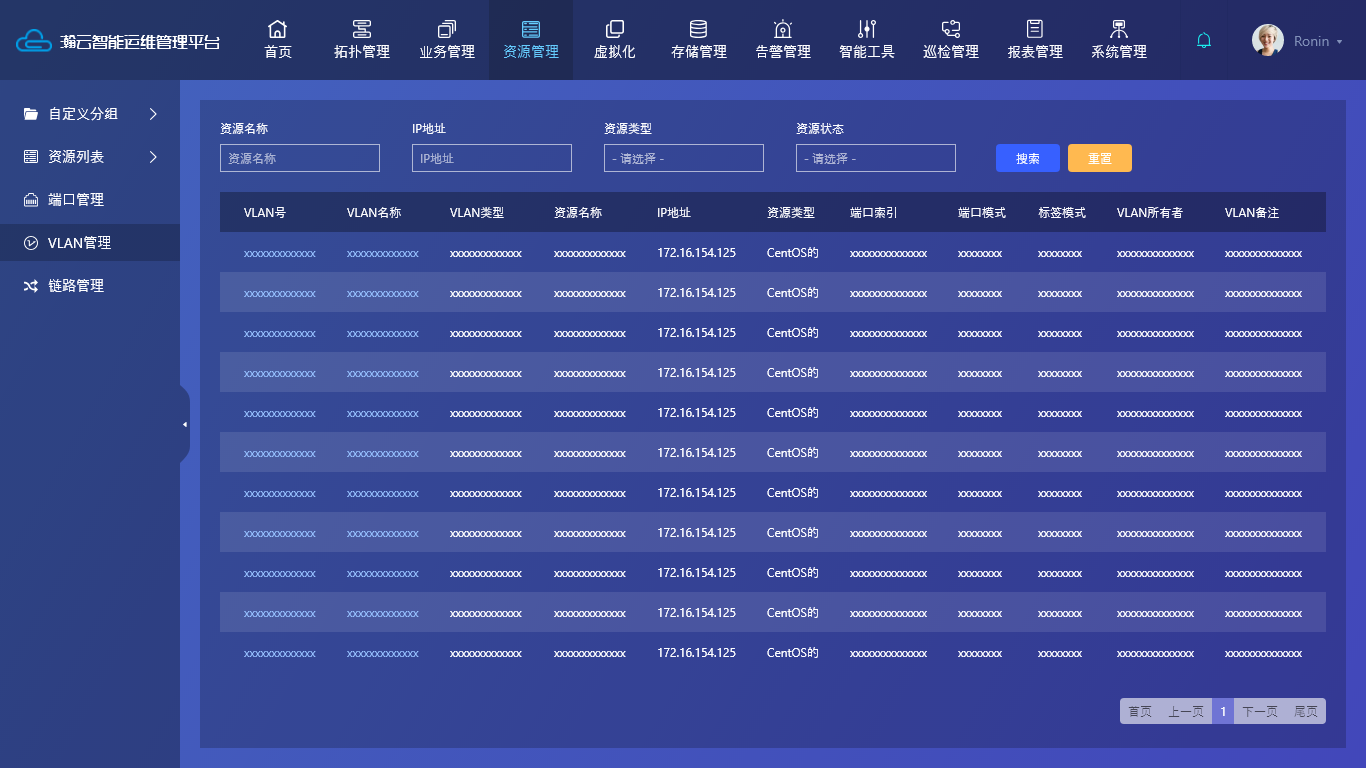 瀚云智能运维管理平台
首页 拓扑管理 业务管理 资源管理 虚拟化 存储管理 告警管理 智能工具 巡检管理 报表管理 系统管理
Ronin
自定义分组
资源列表
端口管理
VLAN管理
链路管理
资源名称 IP地址 资源类型 资源状态
资源名称 IP地址 - 请选择 - - 请选择 - 搜索 重置
VLAN号 VLAN名称 VLAN类型 资源名称 IP地址 资源类型 端口索引 端口模式 标签模式 VLAN所有者 VLAN备注
xxxxxxxxxxxxx xxxxxxxxxxxxx xxxxxxxxxxxxx xxxxxxxxxxxxx 172.16.154.125 CentOS的 xxxxxxxxxxxxxx xxxxxxxx xxxxxxxx xxxxxxxxxxxxxx xxxxxxxxxxxxxx
xxxxxxxxxxxxx xxxxxxxxxxxxx xxxxxxxxxxxxx xxxxxxxxxxxxx 172.16.154.125 CentOS的 xxxxxxxxxxxxxx xxxxxxxx xxxxxxxx xxxxxxxxxxxxxx xxxxxxxxxxxxxx
xxxxxxxxxxxxx xxxxxxxxxxxxx xxxxxxxxxxxxx xxxxxxxxxxxxx 172.16.154.125 CentOS的 xxxxxxxxxxxxxx xxxxxxxx xxxxxxxx xxxxxxxxxxxxxx xxxxxxxxxxxxxx
xxxxxxxxxxxxx xxxxxxxxxxxxx xxxxxxxxxxxxx xxxxxxxxxxxxx 172.16.154.125 CentOS的 xxxxxxxxxxxxxx xxxxxxxx xxxxxxxx xxxxxxxxxxxxxx xxxxxxxxxxxxxx
xxxxxxxxxxxxx xxxxxxxxxxxxx xxxxxxxxxxxxx xxxxxxxxxxxxx 172.16.154.125 CentOS的 xxxxxxxxxxxxxx xxxxxxxx xxxxxxxx xxxxxxxxxxxxxx xxxxxxxxxxxxxx
xxxxxxxxxxxxx xxxxxxxxxxxxx xxxxxxxxxxxxx xxxxxxxxxxxxx 172.16.154.125 CentOS的 xxxxxxxxxxxxxx xxxxxxxx xxxxxxxx xxxxxxxxxxxxxx xxxxxxxxxxxxxx
xxxxxxxxxxxxx xxxxxxxxxxxxx xxxxxxxxxxxxx xxxxxxxxxxxxx 172.16.154.125 CentOS的 xxxxxxxxxxxxxx xxxxxxxx xxxxxxxx xxxxxxxxxxxxxx xxxxxxxxxxxxxx
xxxxxxxxxxxxx xxxxxxxxxxxxx xxxxxxxxxxxxx xxxxxxxxxxxxx 172.16.154.125 CentOS的 xxxxxxxxxxxxxx xxxxxxxx xxxxxxxx xxxxxxxxxxxxxx xxxxxxxxxxxxxx
xxxxxxxxxxxxx xxxxxxxxxxxxx xxxxxxxxxxxxx xxxxxxxxxxxxx 172.16.154.125 CentOS的 xxxxxxxxxxxxxx xxxxxxxx xxxxxxxx xxxxxxxxxxxxxx xxxxxxxxxxxxxx
xxxxxxxxxxxxx xxxxxxxxxxxxx xxxxxxxxxxxxx xxxxxxxxxxxxx 172.16.154.125 CentOS的 xxxxxxxxxxxxxx xxxxxxxx xxxxxxxx xxxxxxxxxxxxxx xxxxxxxxxxxxxx
xxxxxxxxxxxxx xxxxxxxxxxxxx xxxxxxxxxxxxx xxxxxxxxxxxxx 172.16.154.125 CentOS的 xxxxxxxxxxxxxx xxxxxxxx xxxxxxxx xxxxxxxxxxxxxx xxxxxxxxxxxxxx
首页 上一页 1 下一页 尾页